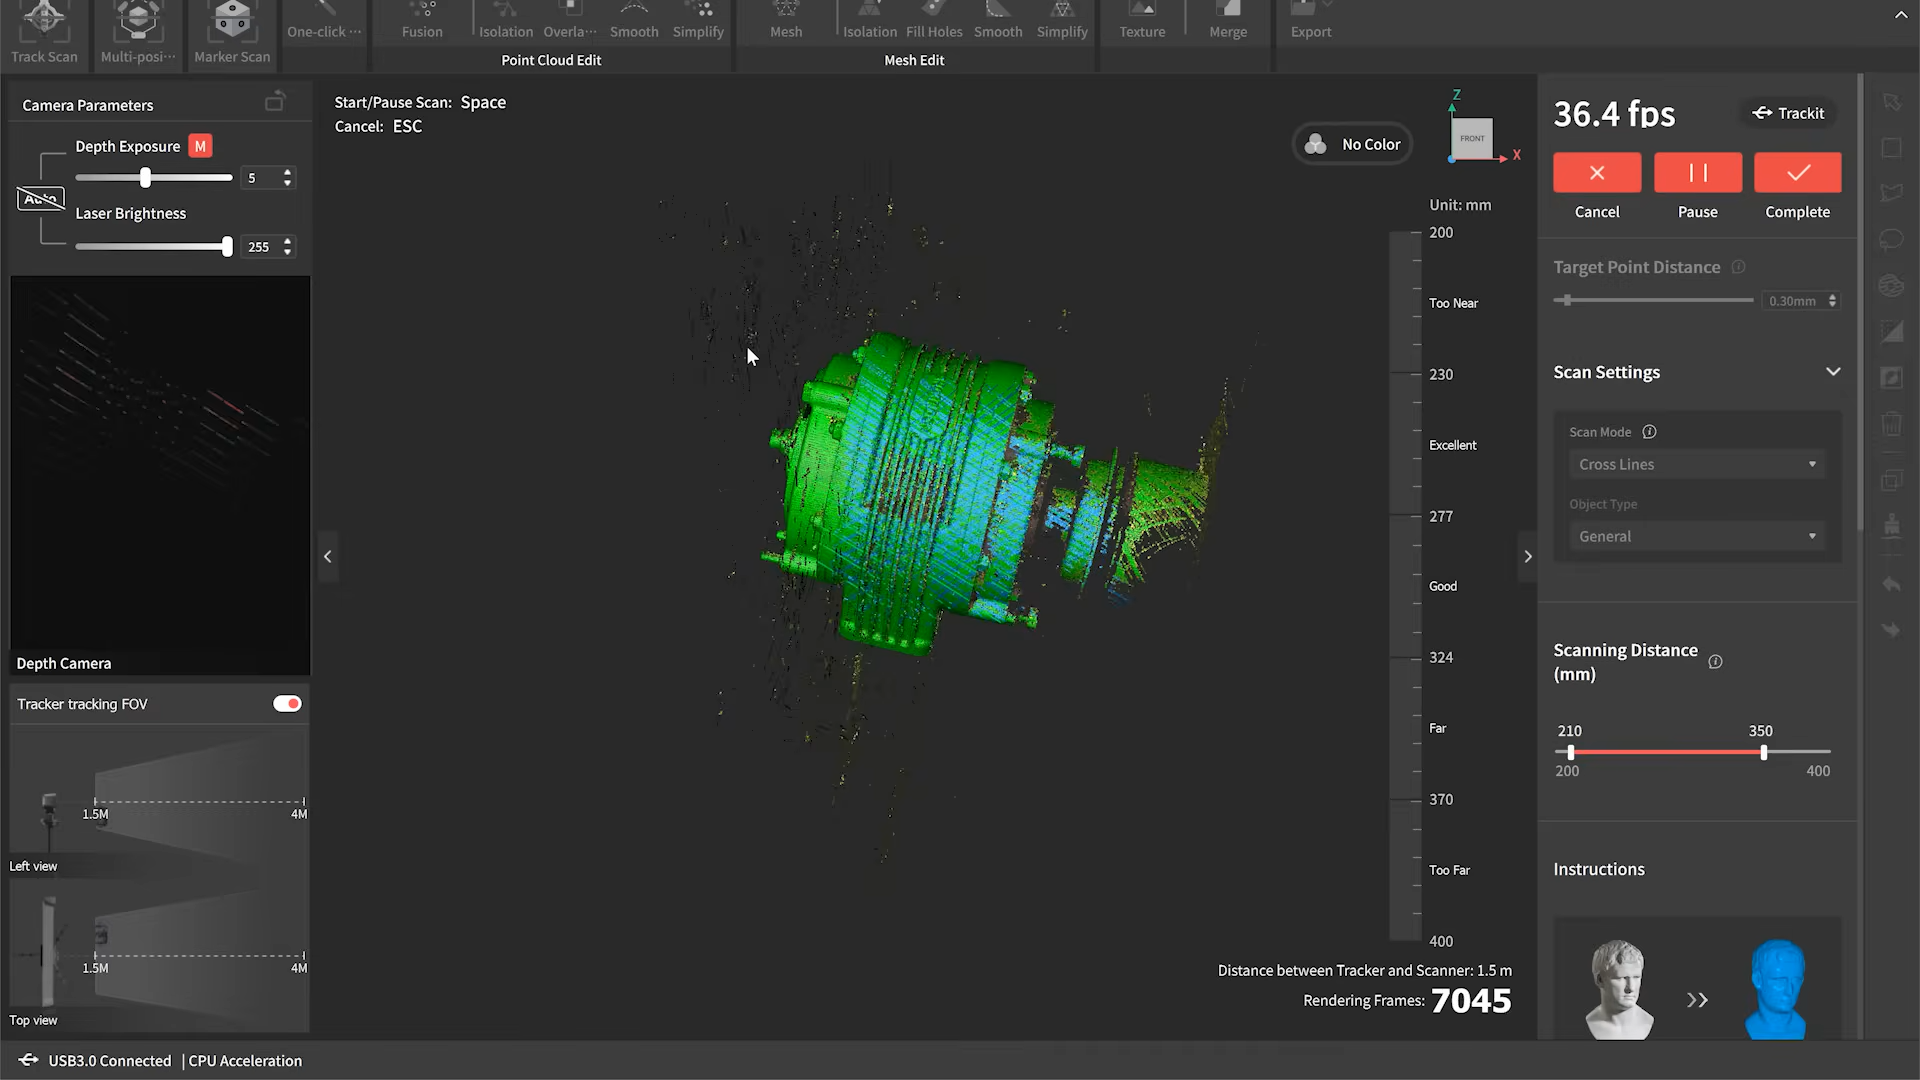 One-click ···
Fusion
Isolation
Overla···
Smooth
Simplify
Mesh
Isolation
Fill Holes
Smooth
Simplify
Texture
Merge
Export
Track Scan
Multi-posi···
Marker Scan
Point Cloud Edit
Mesh Edit
Camera Parameters
Depth Exposure M
5
Auto
Laser Brightness
255
Depth Camera
Tracker tracking FOV
1.5M
4M
Left view
1.5M
4M
Top view
Start/Pause Scan: Space
Cancel: ESC
No Color
Z
FRONT
X
Unit: mm
200
Too Near
230
Excellent
277
Good
324
Far
370
Too Far
400
Distance between Tracker and Scanner: 1.5 m
Rendering Frames: 7045
36.4 fps
Trackit
Cancel
Pause
Complete
Target Point Distance
0.30mm
Scan Settings
Scan Mode
Cross Lines
Object Type
General
Scanning Distance
(mm)
210
350
200
400
Instructions
USB3.0 Connected | CPU Acceleration